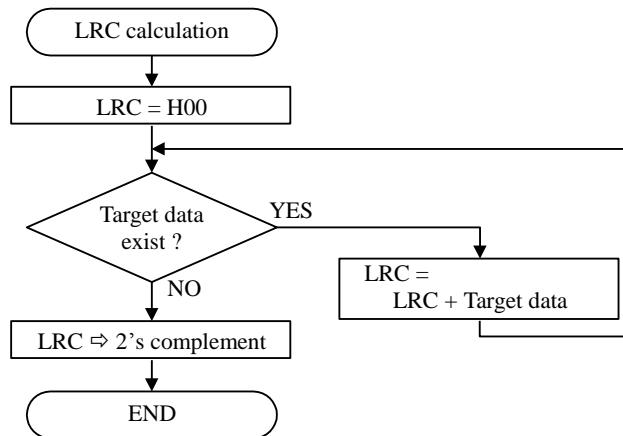 LRC calculation
LRC = H00
Target data
exist ?
YES
LRC =
LRC + Target data
NO
LRC ⇨ 2’s complement
END